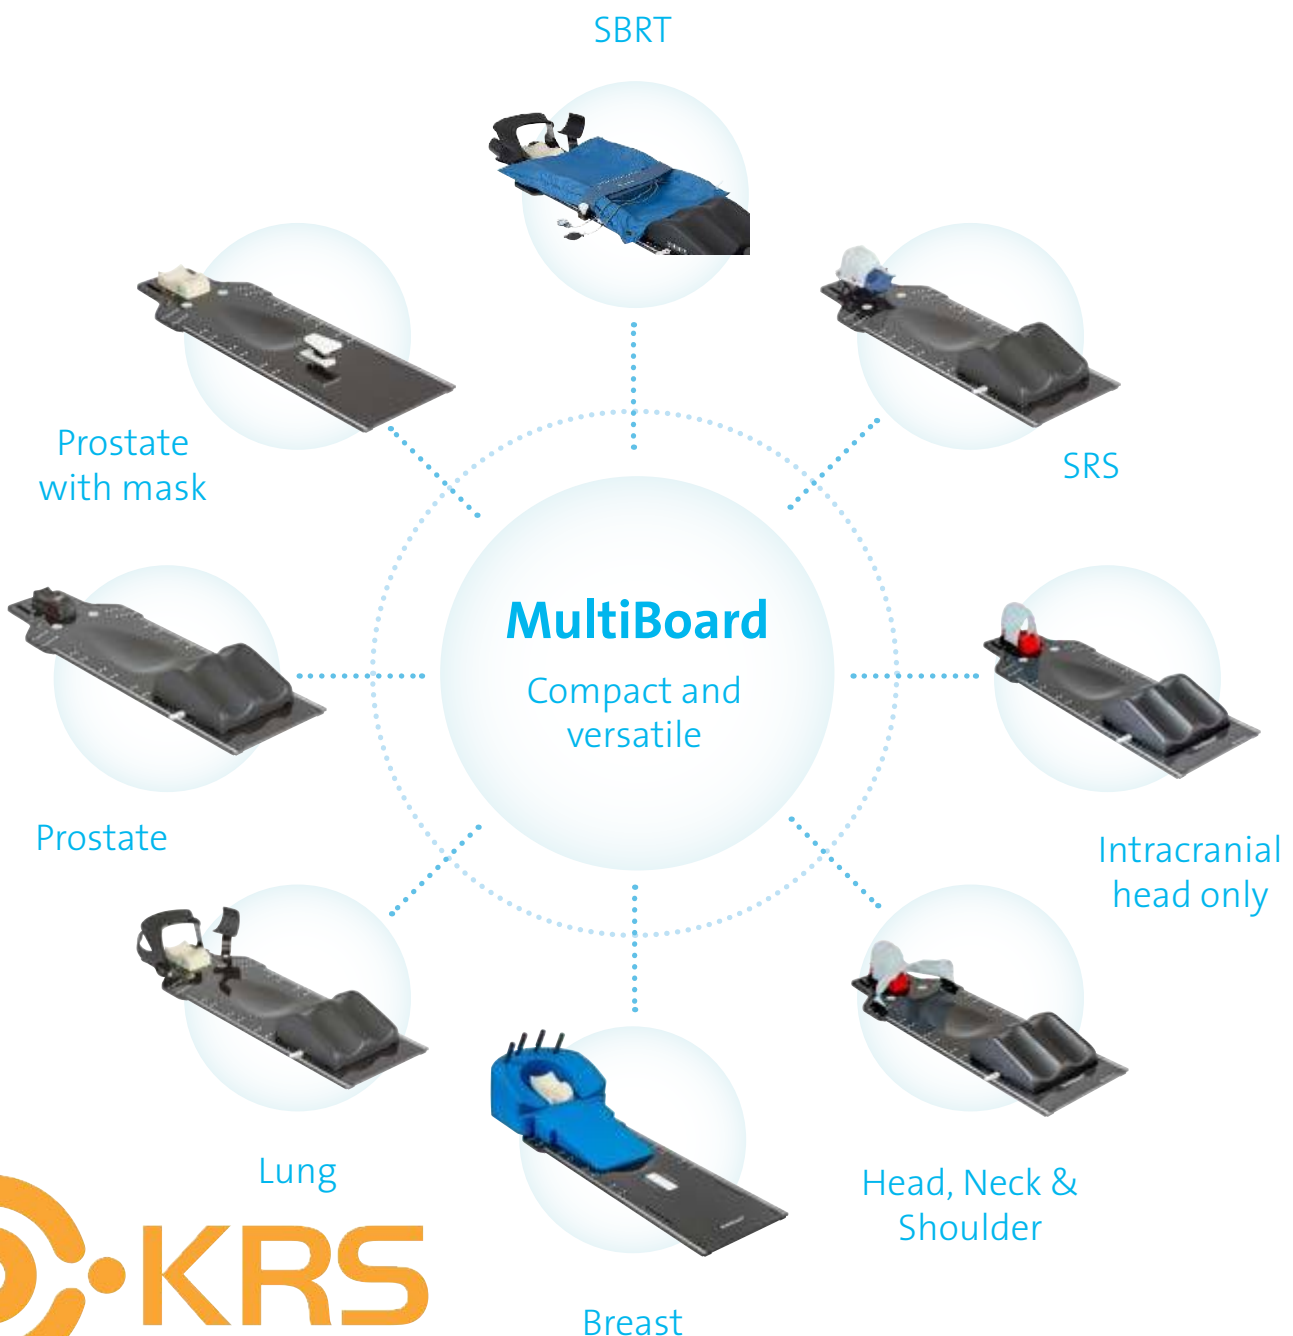 SBRT
Prostate
with mask
SRS
MultiBoard
Compact and
versatile
Prostate
Intracranial
head only
Lung
Head, Neck &
Shoulder
KRS
Breast